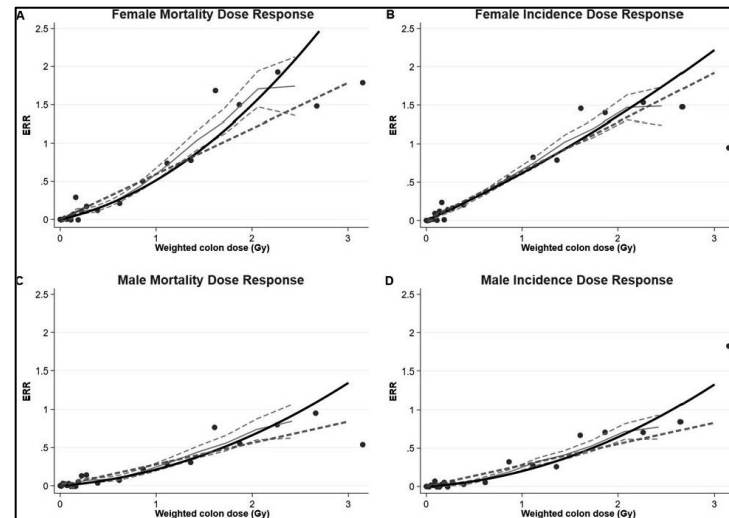 A Female Mortality Dose Response
2.5
2
1.5
1
.5
0
ERR
0 1 2 3
Weighted colon dose (Gy)
B Female Incidence Dose Response
2.5
2
1.5
1
.5
0
ERR
0 1 2 3
Weighted colon dose (Gy)
C Male Mortality Dose Response
2.5
2
1.5
1
.5
0
ERR
0 1 2 3
Weighted colon dose (Gy)
D Male Incidence Dose Response
2.5
2
1.5
1
.5
0
ERR
0 1 2 3
Weighted colon dose (Gy)